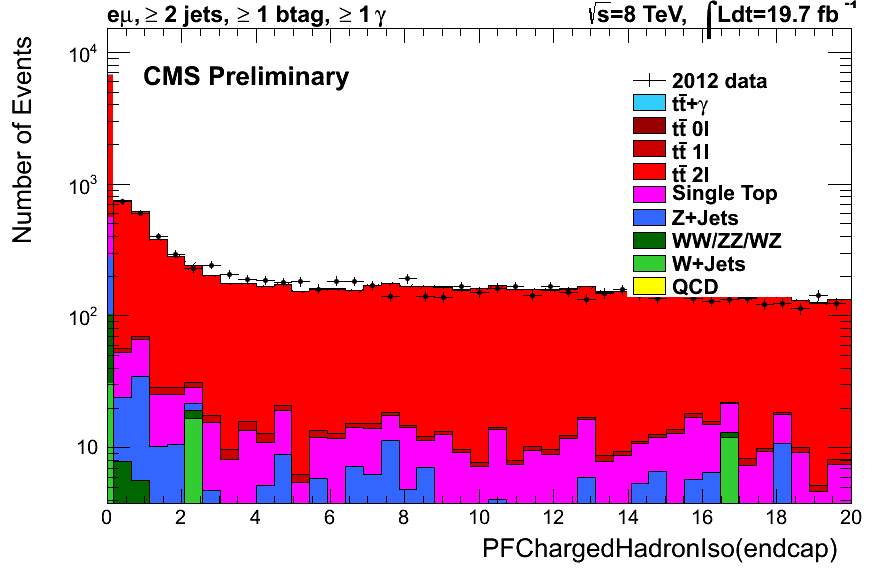 eμ, ≥ 2 jets, ≥ 1 btag, ≥ 1 γ √s=8 TeV, ∫Ldt=19.7 fb⁻¹
CMS Preliminary
Number of Events
10⁴
10³
10²
10
2012 data
tt̄+γ
tt̄ 0l
tt̄ 1l
tt̄ 2l
Single Top
Z+Jets
WW/ZZ/WZ
W+Jets
QCD
0 2 4 6 8 10 12 14 16 18 20
PFChargedHadronIso(endcap)